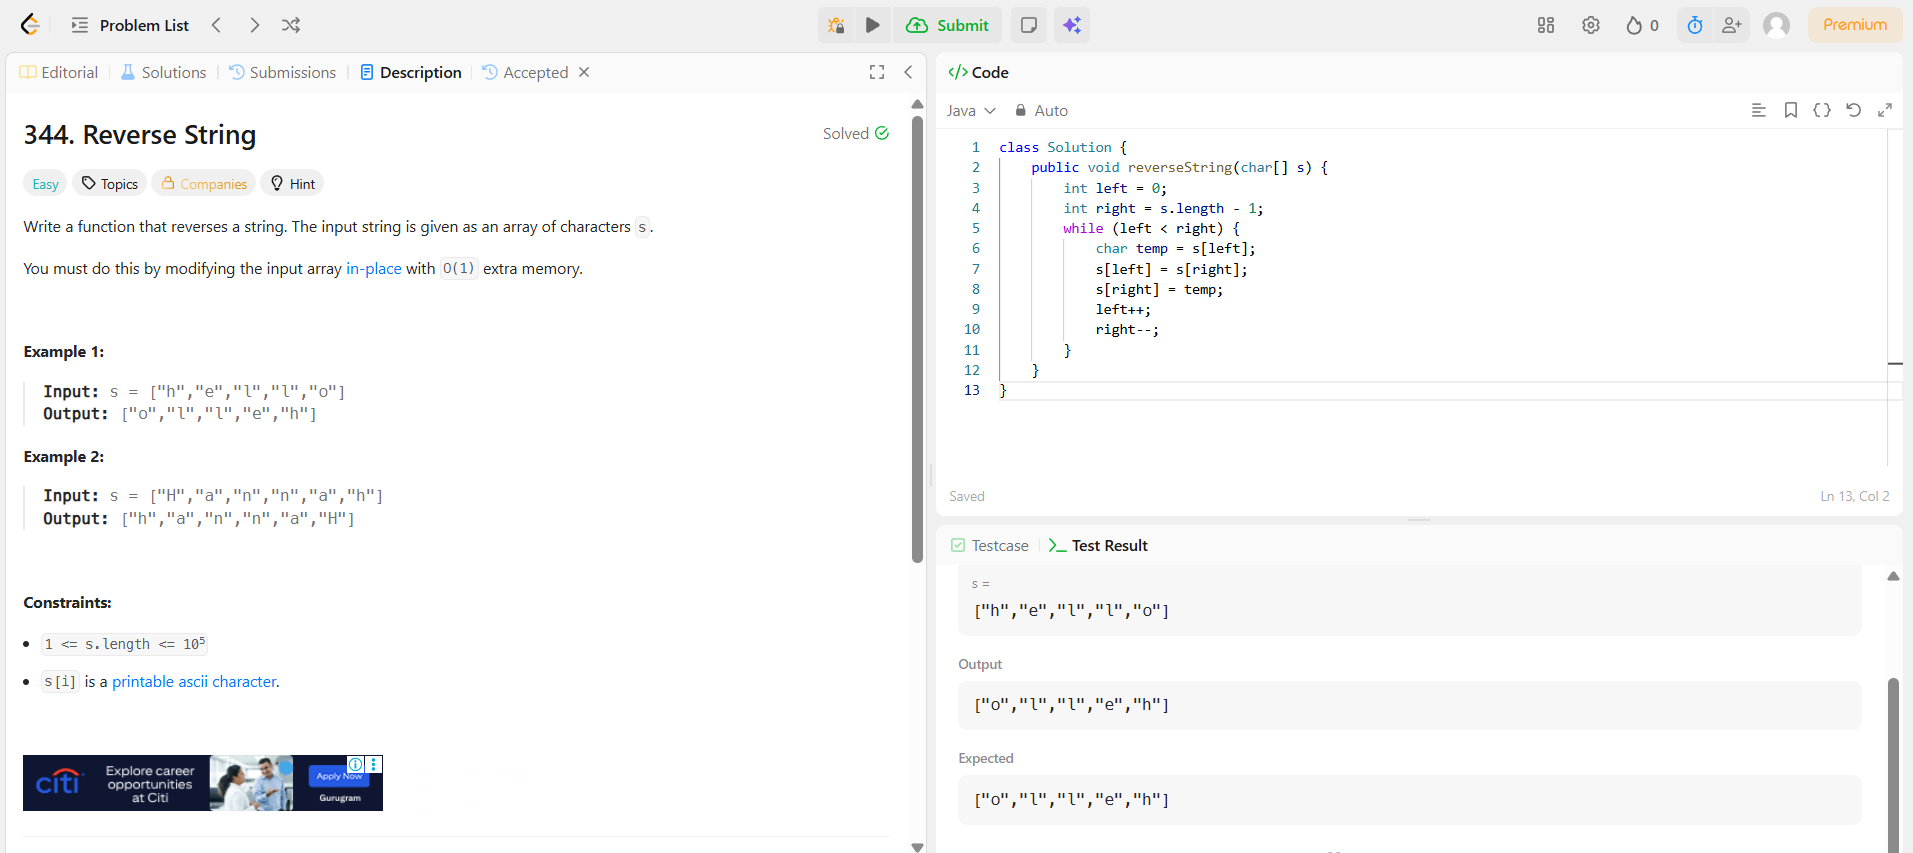 Problem List
Submit
0
Premium
Editorial
Solutions
Submissions
Description
Accepted
344. Reverse String
Solved
Easy
Topics
Companies
Hint
Write a function that reverses a string. The input string is given as an array of characters s.
You must do this by modifying the input array in-place with O(1) extra memory.
Example 1:
Input: s = ["h","e","l","l","o"]
Output: ["o","l","l","e","h"]
Example 2:
Input: s = ["H","a","n","n","a","h"]
Output: ["h","a","n","n","a","H"]
Constraints:
1 <= s.length <= 10⁵
s[i] is a printable ascii character.
citi
Explore career
opportunities
at Citi
Apply Now
Gurugram
</> Code
Java
Auto
1 class Solution {
2     public void reverseString(char[] s) {
3         int left = 0;
4         int right = s.length - 1;
5         while (left < right) {
6             char temp = s[left];
7             s[left] = s[right];
8             s[right] = temp;
9             left++;
10             right--;
11         }
12     }
13 }
Saved
Ln 13, Col 2
Testcase
Test Result
s =
["h","e","l","l","o"]
Output
["o","l","l","e","h"]
Expected
["o","l","l","e","h"]